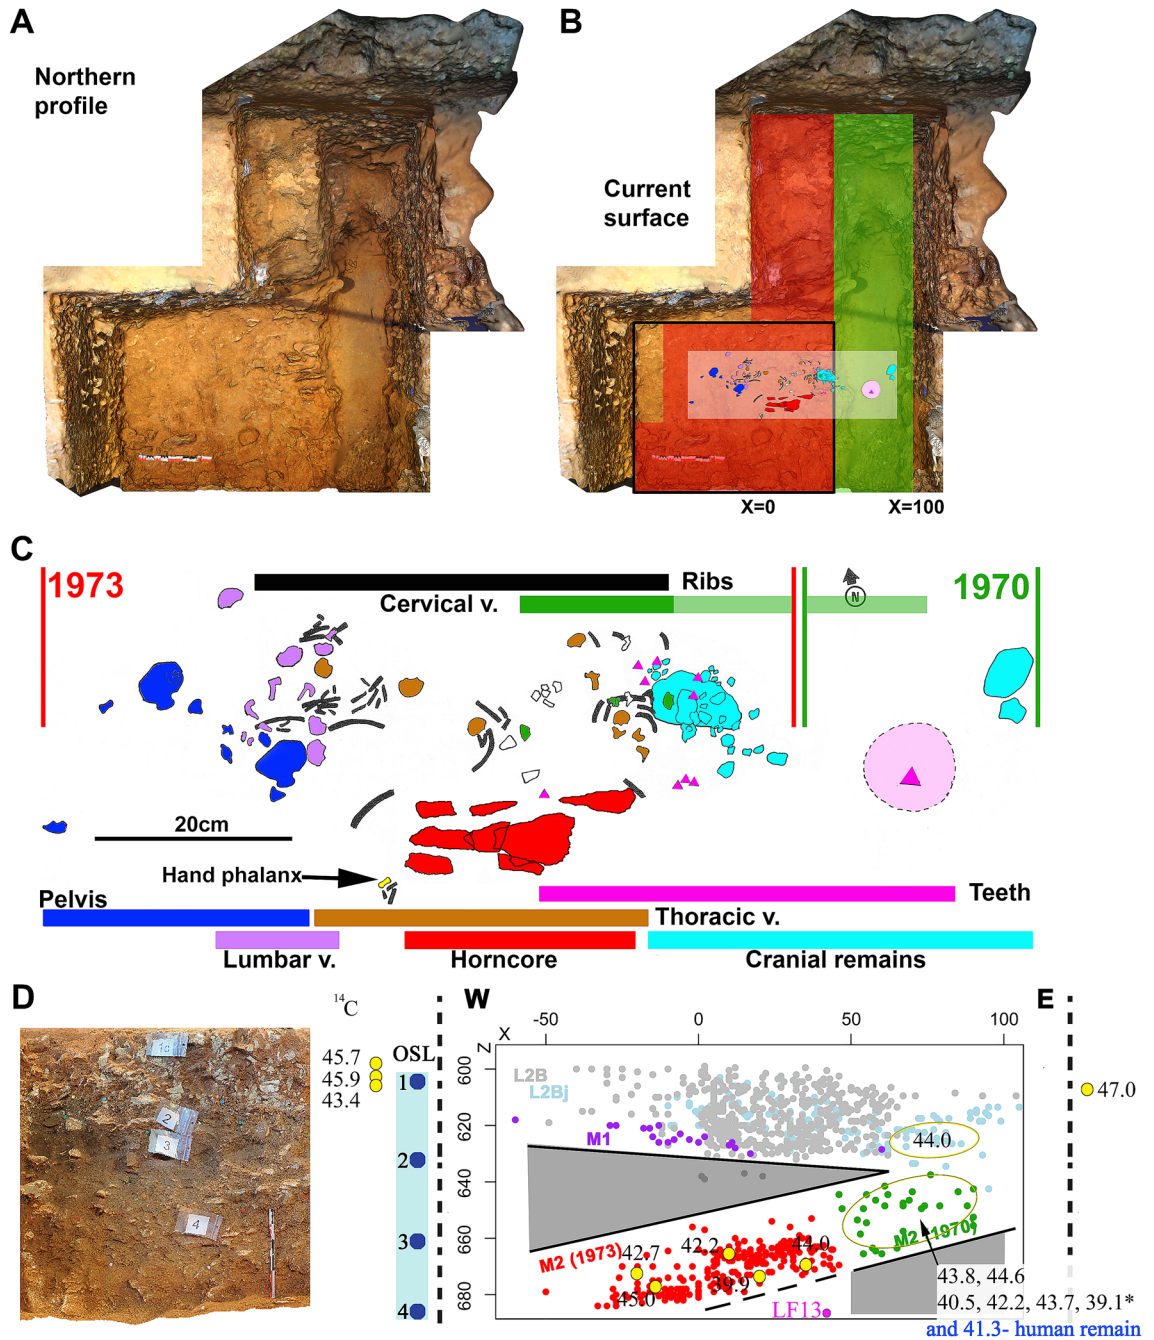 A
Northern
profile
B
Current
surface
X=0
X=100
C
1973
Ribs
Cervical v.
N
1970
20cm
Hand phalanx
Teeth
Pelvis
Thoracic v.
Lumbar v.
Horncore
Cranial remains
D
14C
45.7
45.9
43.4
OSL
1
2
3
4
2
3
4
W
E
X
-50
0
50
100
Z
600
620
640
660
680
L2B
L2Bj
M1
44.0
47.0
M2 (1973)
M2 (1970)
42.7
42.2
44.0
45.0
39.9
LF13
43.8, 44.6
40.5, 42.2, 43.7, 39.1*
and 41.3- human remain